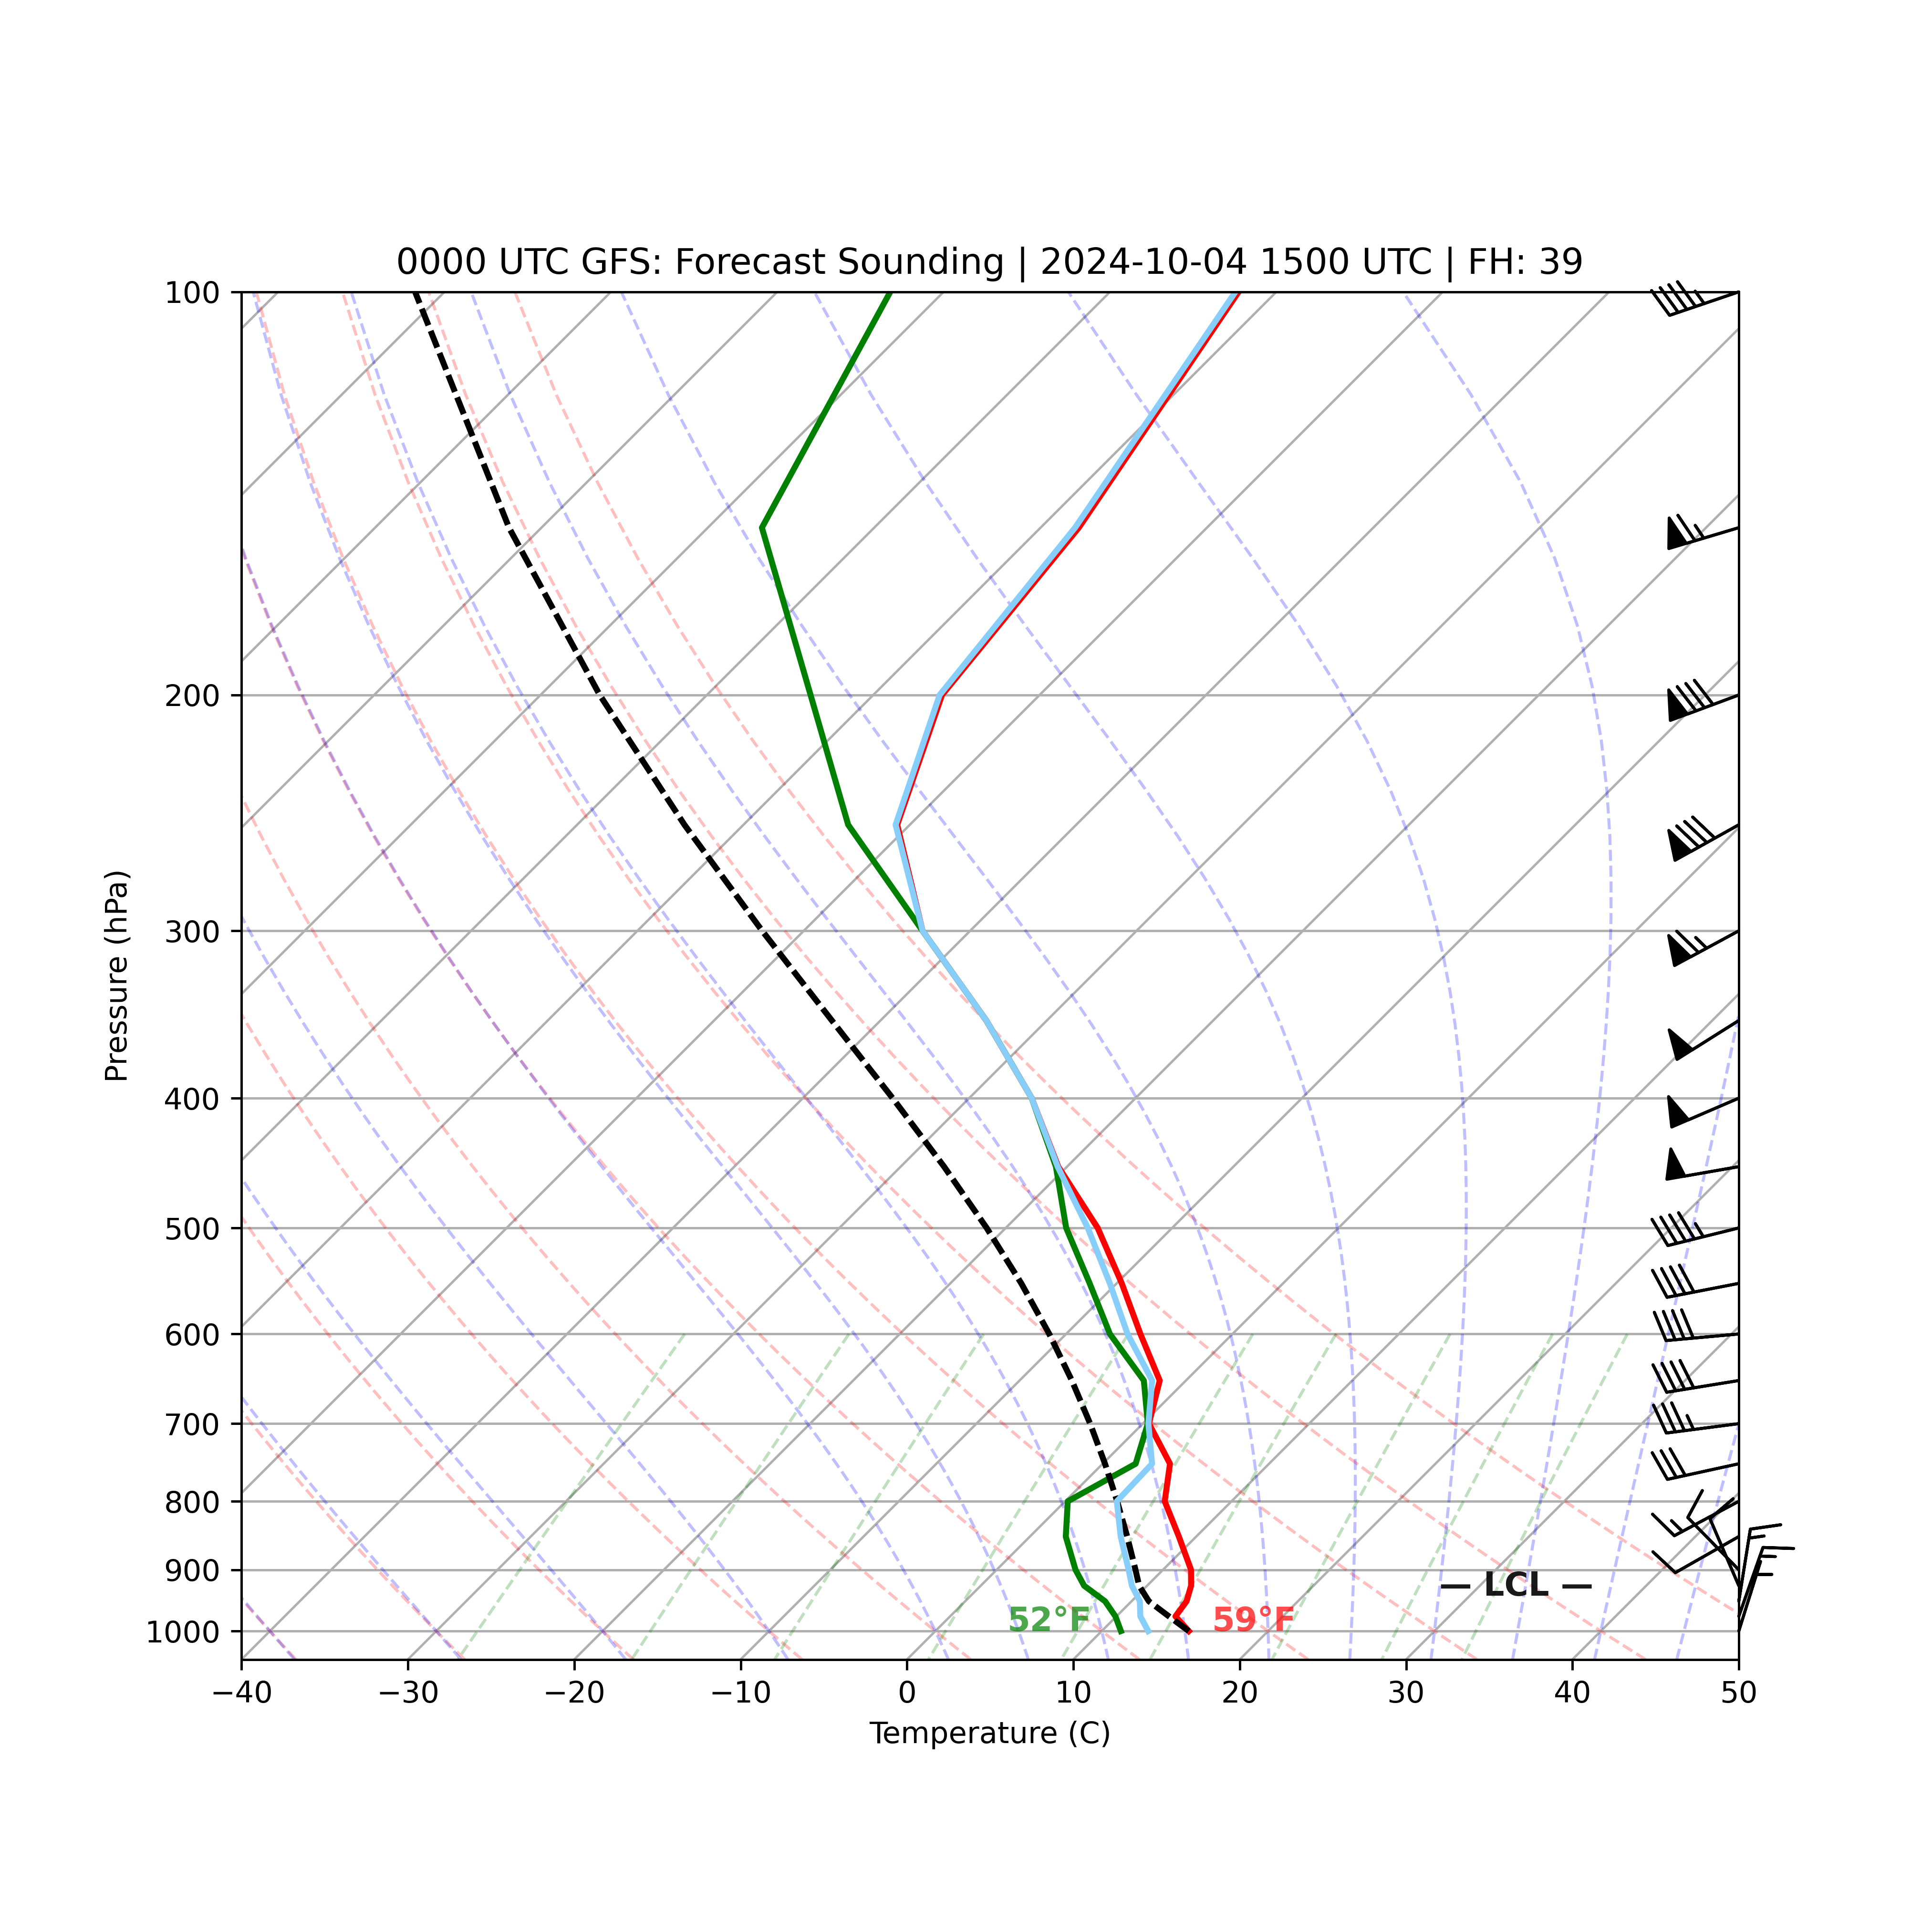 0000 UTC GFS: Forecast Sounding | 2024-10-04 1500 UTC | FH: 39
100
200
300
400
500
600
700
800
900
1000
Pressure (hPa)
— LCL —
52°F
59°F
−40 −30 −20 −10 0 10 20 30 40 50
Temperature (C)